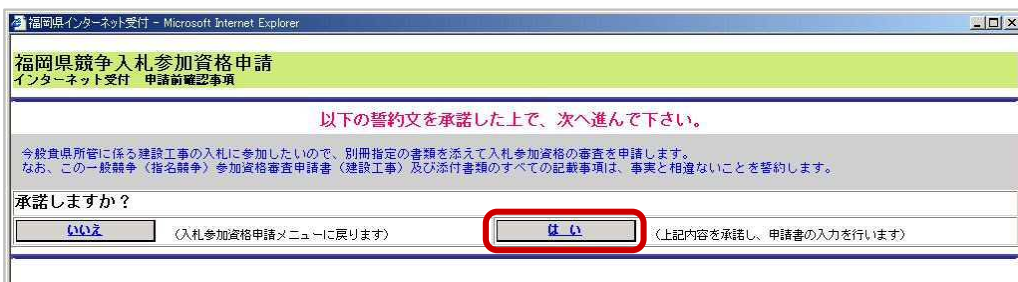 福岡県インターネット受付 - Microsoft Internet Explorer
福岡県競争入札参加資格申請
インターネット受付　申請前確認事項
以下の誓約文を承諾した上で、次へ進んで下さい。
今般貴県所管に係る建設工事の入札に参加したいので、別冊指定の書類を添えて入札参加資格の審査を申請します。
なお、この一般競争（指名競争）参加資格審査申請書（建設工事）及び添付書類のすべての記載事項は、事実と相違ないことを誓約します。
承諾しますか？
いいえ （入札参加資格申請メニューに戻ります） は い （上記内容を承諾し、申請書の入力を行います）